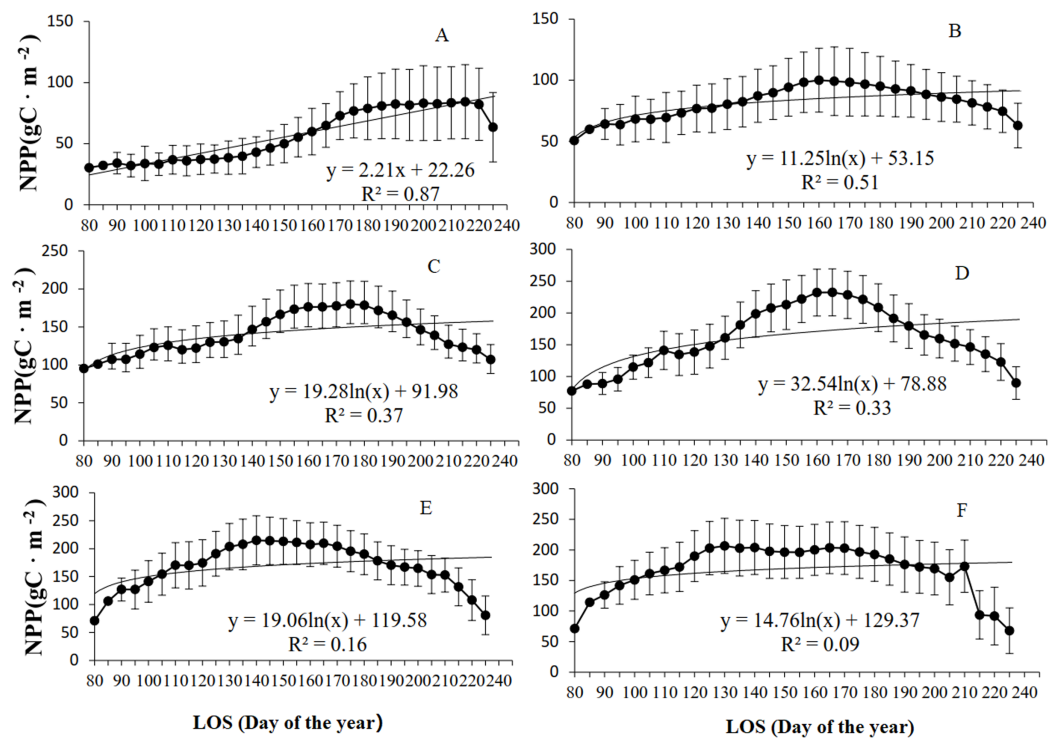 A
NPP(gC · m -2 )
150
100
50
0
y = 2.21x + 22.26
R² = 0.87
80 90 100 110 120 130 140 150 160 170 180 190 200 210 220 230 240
B
150
100
50
0
y = 11.25ln(x) + 53.15
R² = 0.51
80 90 100 110 120 130 140 150 160 170 180 190 200 210 220 230 240
C
NPP(gC · m -2 )
250
200
150
100
50
0
y = 19.28ln(x) + 91.98
R² = 0.37
80 90 100 110 120 130 140 150 160 170 180 190 200 210 220 230 240
D
300
250
200
150
100
50
0
y = 32.54ln(x) + 78.88
R² = 0.33
80 90 100 110 120 130 140 150 160 170 180 190 200 210 220 230 240
E
NPP(gC · m -2 )
300
250
200
150
100
50
0
y = 19.06ln(x) + 119.58
R² = 0.16
80 90 100 110 120 130 140 150 160 170 180 190 200 210 220 230 240
LOS (Day of the year)
F
300
250
200
150
100
50
0
y = 14.76ln(x) + 129.37
R² = 0.09
80 90 100 110 120 130 140 150 160 170 180 190 200 210 220 230 240
LOS (Day of the year)